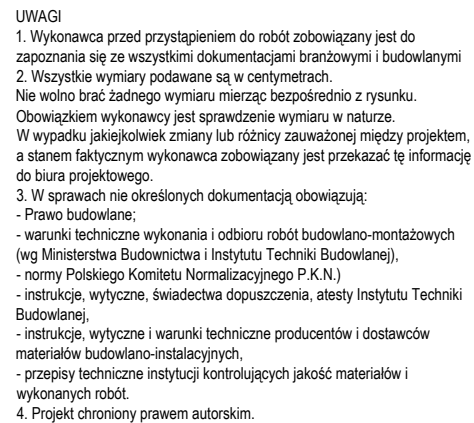 UWAGI
1. Wykonawca przed przystąpieniem do robót zobowiązany jest do
zapoznania się ze wszystkimi dokumentacjami branżowymi i budowlanymi
2. Wszystkie wymiary podawane są w centymetrach.
Nie wolno brać żadnego wymiaru mierząc bezpośrednio z rysunku.
Obowiązkiem wykonawcy jest sprawdzenie wymiaru w naturze.
W wypadku jakiejkolwiek zmiany lub różnicy zauważonej między projektem,
a stanem faktycznym wykonawca zobowiązany jest przekazać tę informację
do biura projektowego.
3. W sprawach nie określonych dokumentacją obowiązują:
- Prawo budowlane;
- warunki techniczne wykonania i odbioru robót budowlano-montażowych
(wg Ministerstwa Budownictwa i Instytutu Techniki Budowlanej),
- normy Polskiego Komitetu Normalizacyjnego P.K.N.)
- instrukcje, wytyczne, świadectwa dopuszczenia, atesty Instytutu Techniki
Budowlanej,
- instrukcje, wytyczne i warunki techniczne producentów i dostawców
materiałów budowlano-instalacyjnych,
- przepisy techniczne instytucji kontrolujących jakość materiałów i
wykonanych robót.
4. Projekt chroniony prawem autorskim.